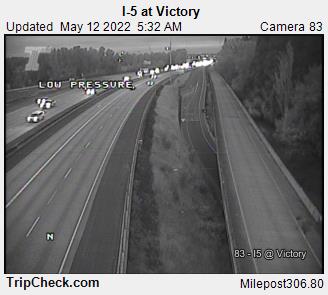 I-5 at Victory
Updated May 12 2022 5:32 AM Camera 83
LOW PRESSURE,
N
83 - I5 @ Victory
TripCheck.com Milepost306.80